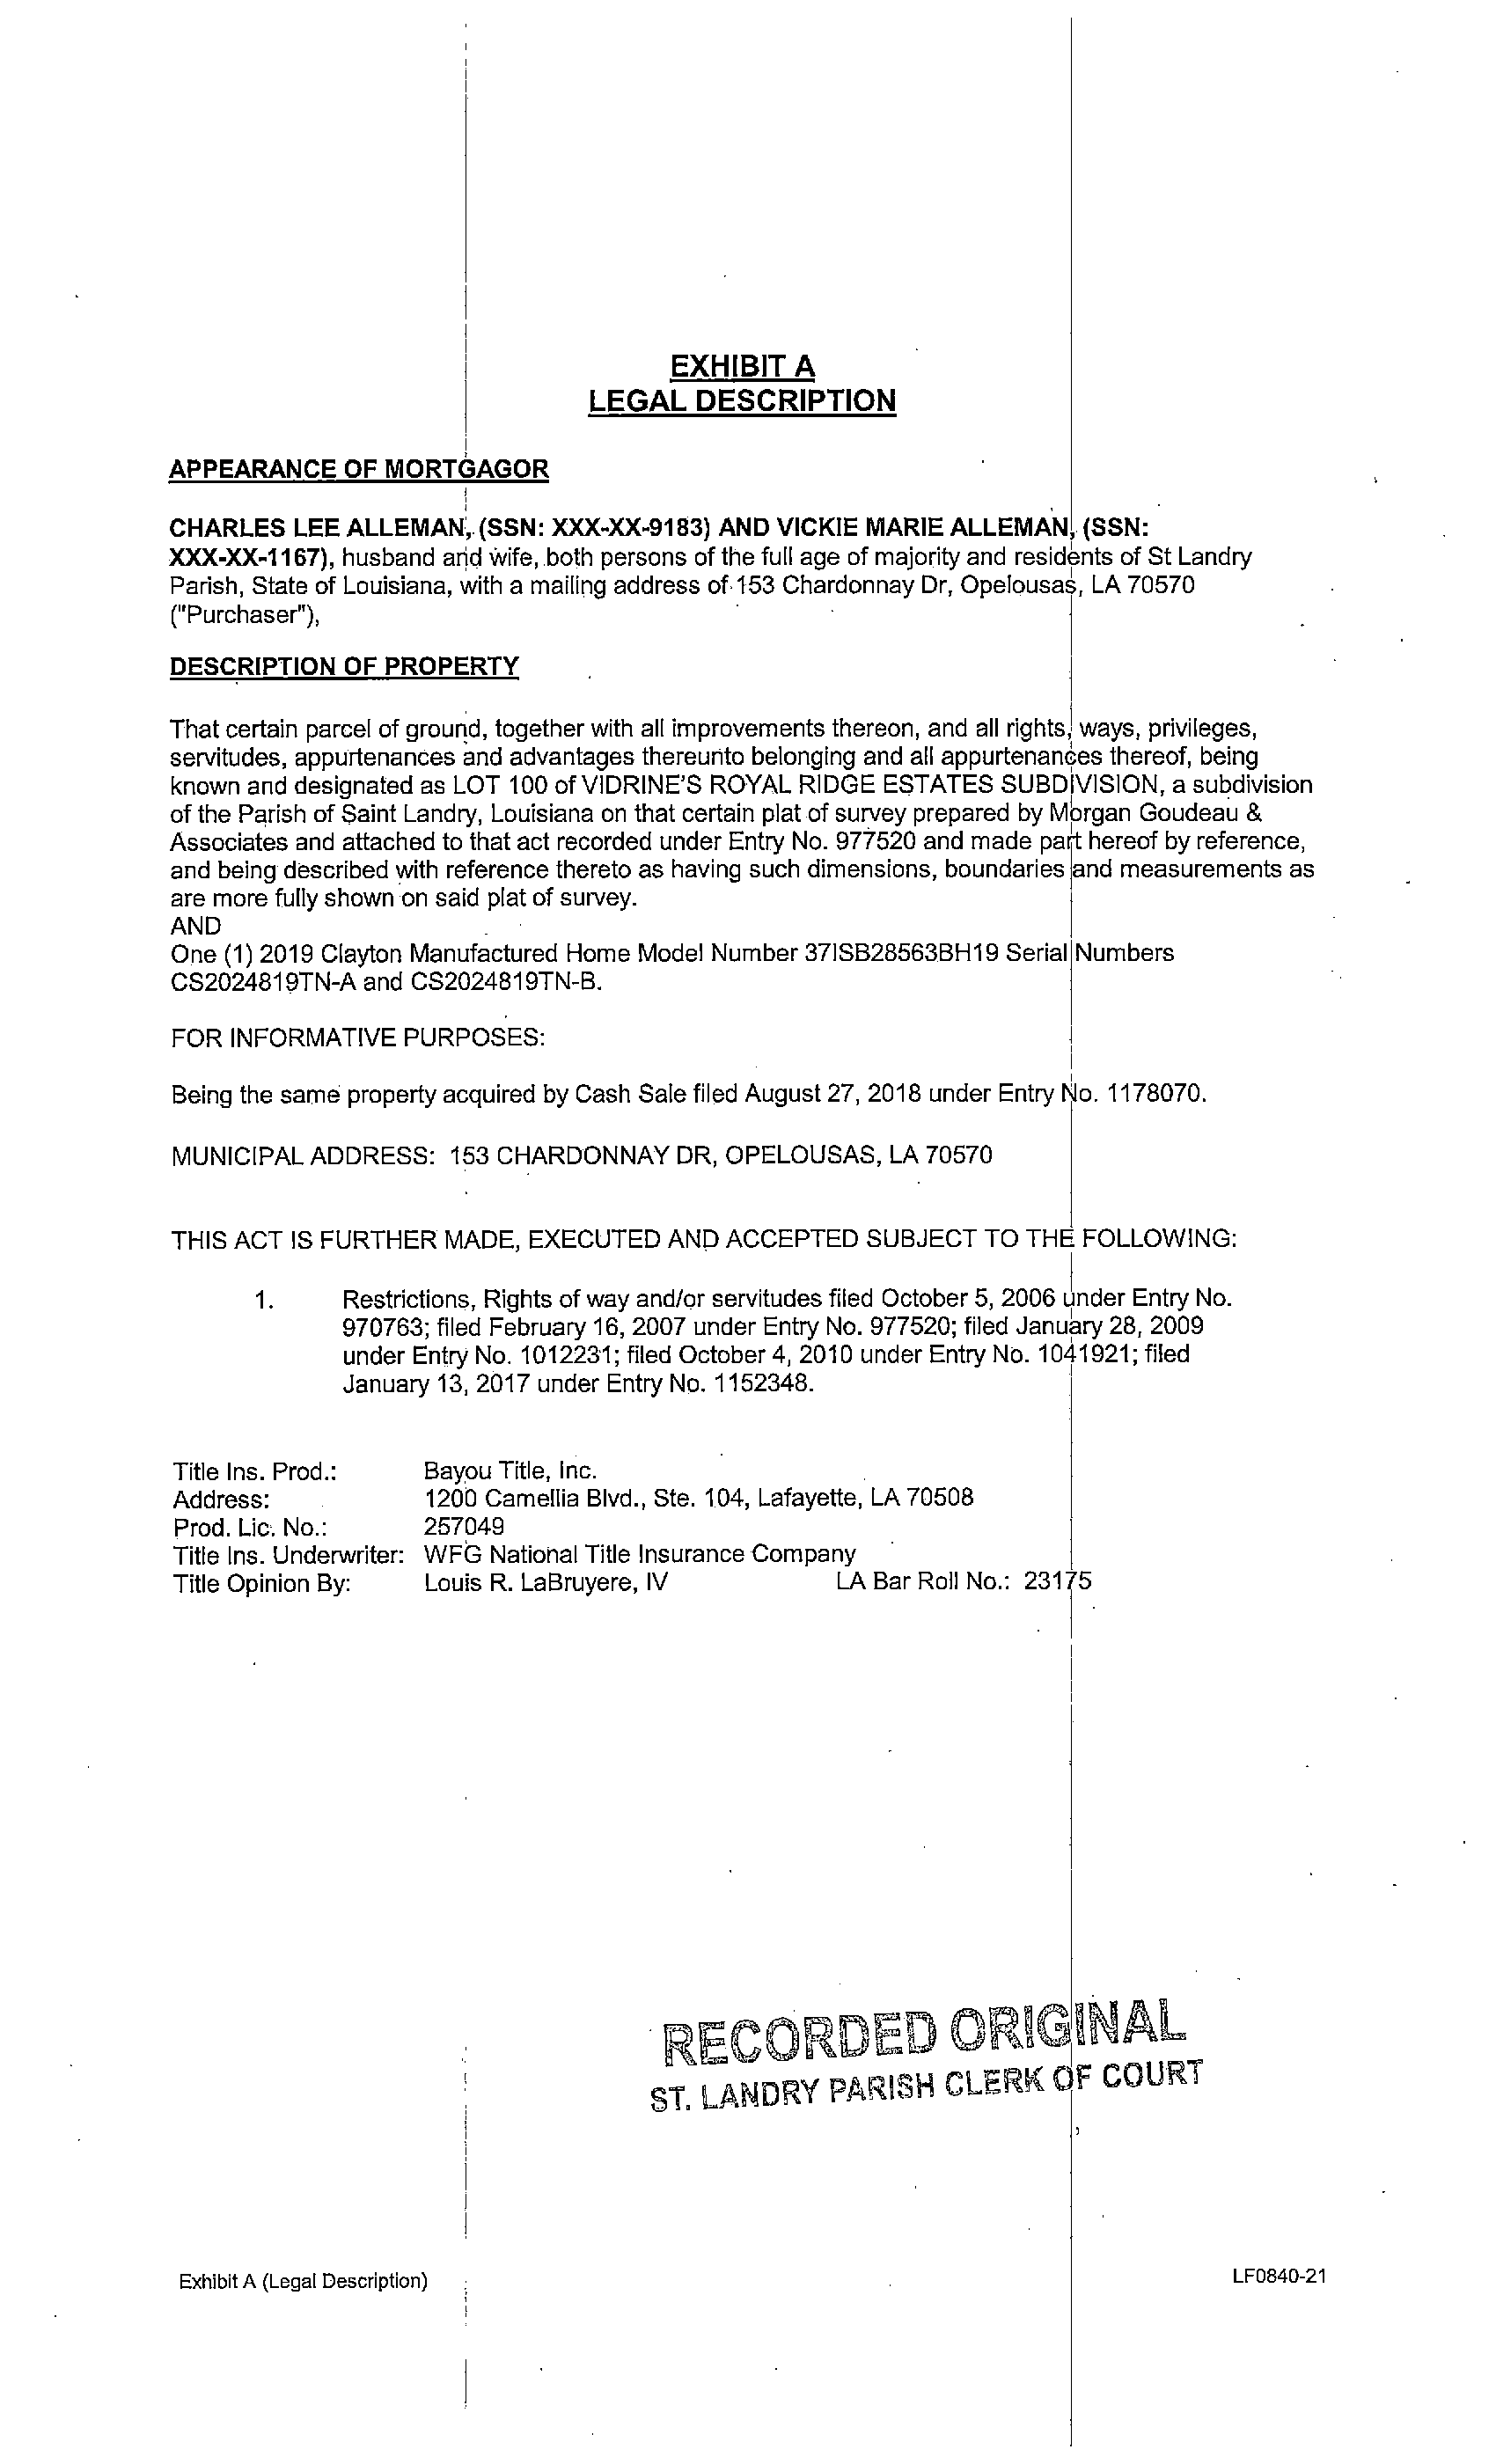 EXHIBIT A
LEGAL DESCRIPTION
APPEARANCE OF MORTGAGOR
CHARLES LEE ALLEMAN, (SSN: XXX-XX-9183) AND VICKIE MARIE ALLEMAN, (SSN:
XXX-XX-1167), husband and wife, both persons of the full age of majority and residents of St Landry
Parish, State of Louisiana, with a mailing address of 153 Chardonnay Dr, Opelousas, LA 70570
("Purchaser"),
DESCRIPTION OF PROPERTY
That certain parcel of ground, together with all improvements thereon, and all rights, ways, privileges,
servitudes, appurtenances and advantages thereunto belonging and all appurtenances thereof, being
known and designated as LOT 100 of VIDRINE'S ROYAL RIDGE ESTATES SUBDIVISION, a subdivision
of the Parish of Saint Landry, Louisiana on that certain plat of survey prepared by Morgan Goudeau &
Associates and attached to that act recorded under Entry No. 977520 and made part hereof by reference,
and being described with reference thereto as having such dimensions, boundaries and measurements as
are more fully shown on said plat of survey.
AND
One (1) 2019 Clayton Manufactured Home Model Number 37ISB28563BH19 Serial Numbers
CS2024819TN-A and CS2024819TN-B.
FOR INFORMATIVE PURPOSES:
Being the same property acquired by Cash Sale filed August 27, 2018 under Entry No. 1178070.
MUNICIPAL ADDRESS: 153 CHARDONNAY DR, OPELOUSAS, LA 70570
THIS ACT IS FURTHER MADE, EXECUTED AND ACCEPTED SUBJECT TO THE FOLLOWING:
1. Restrictions, Rights of way and/or servitudes filed October 5, 2006 under Entry No.
970763; filed February 16, 2007 under Entry No. 977520; filed January 28, 2009
under Entry No. 1012231; filed October 4, 2010 under Entry No. 1041921; filed
January 13, 2017 under Entry No. 1152348.
Title Ins. Prod.: Bayou Title, Inc.
Address: 1200 Camellia Blvd., Ste. 104, Lafayette, LA 70508
Prod. Lic. No.: 257049
Title Ins. Underwriter: WFG National Title Insurance Company
Title Opinion By: Louis R. LaBruyere, IV LA Bar Roll No.: 23175
RECORDED ORIGINAL
ST. LANDRY PARISH CLERK OF COURT
Exhibit A (Legal Description) LF0840-21